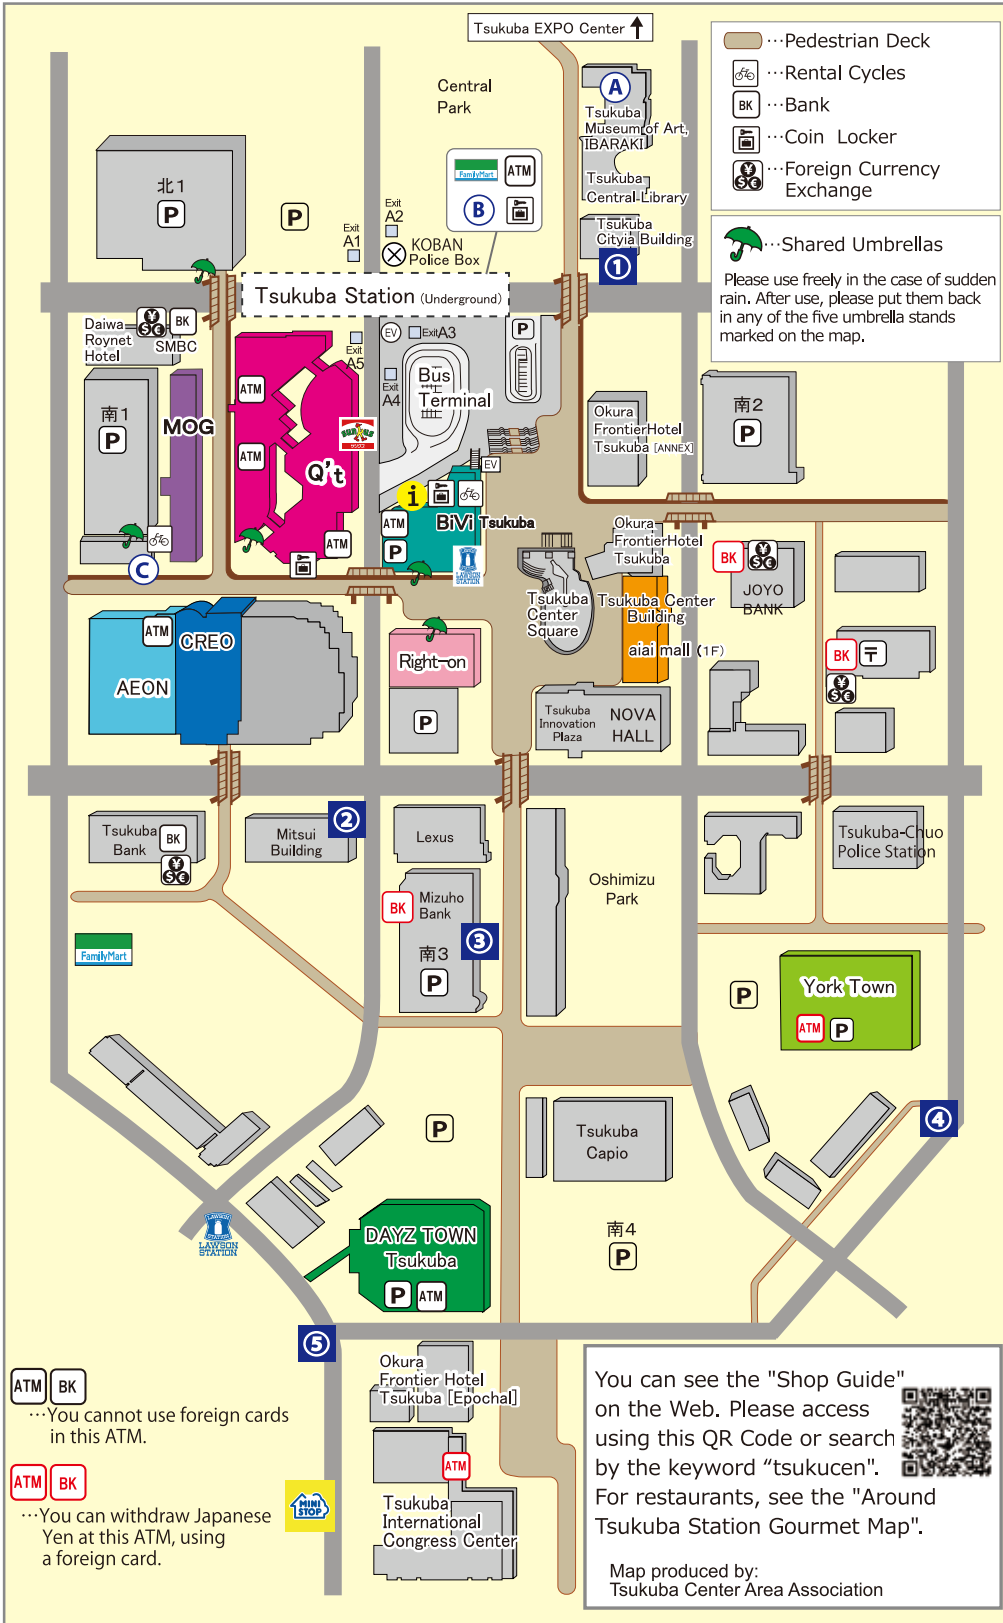 Tsukuba EXPO Center ↑
Pedestrian Deck
Rental Cycles
BK
Bank
Coin Locker
¥
$€
Foreign Currency
Exchange
Shared Umbrellas
Please use freely in the case of sudden
rain. After use, please put them back
in any of the five umbrella stands
marked on the map.
Central
Park
A
Tsukuba
Museum of Art,
IBARAKI
Tsukuba
Central Library
Tsukuba
Cityia Building
①
FamilyMart
ATM
B
北1
P
P
Exit
A1
Exit
A2
KOBAN
Police Box
Tsukuba Station (Underground)
Daiwa
Roynet
Hotel
¥
$€
BK
SMBC
南1
P
MOG
ATM
ATM
Q't
ATM
Exit
A5
EV
Exit A3
Exit
A4
Bus
Terminal
P
EV
i
BiVi Tsukuba
ATM
P
LAWSON
STATION
Okura
FrontierHotel
Tsukuba [ANNEX]
南2
P
Okura
FrontierHotel
Tsukuba
BK
¥
$€
JOYO
BANK
C
Tsukuba
Center
Square
Tsukuba Center
Building
aiai mall (1F)
BK
〒
¥
$€
ATM
CREO
AEON
Right-on
P
Tsukuba
Innovation
Plaza
NOVA
HALL
Tsukuba
Bank
BK
¥
$€
Mitsui
Building
②
Lexus
Tsukuba-Chuo
Police Station
BK
Mizuho
Bank
③
南3
P
Oshimizu
Park
FamilyMart
P
York Town
ATM
P
④
P
Tsukuba
Capio
LAWSON
STATION
DAYZ TOWN
Tsukuba
P
ATM
南4
P
⑤
Okura
Frontier Hotel
Tsukuba [Epochal]
ATM
Tsukuba
International
Congress Center
MINI
STOP
ATM BK
…You cannot use foreign cards
in this ATM.
ATM BK
…You can withdraw Japanese
Yen at this ATM, using
a foreign card.
You can see the "Shop Guide"
on the Web. Please access
using this QR Code or search
by the keyword “tsukucen”.
For restaurants, see the "Around
Tsukuba Station Gourmet Map".
Map produced by:
Tsukuba Center Area Association